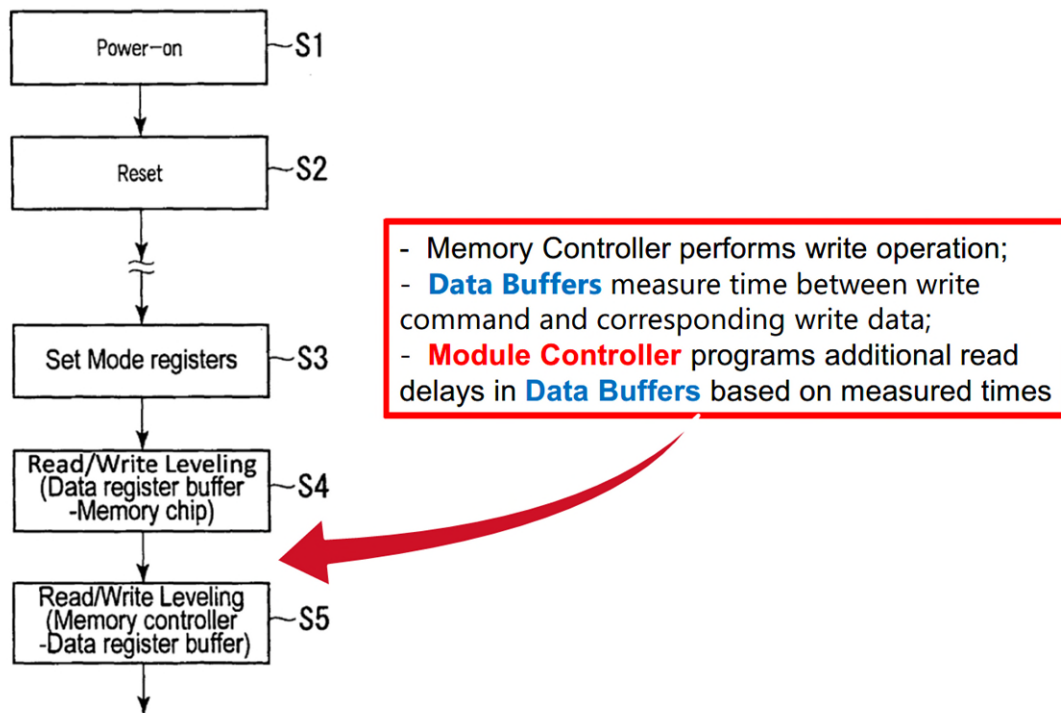 Power-on
S1
Reset
S2
- Memory Controller performs write operation;
- Data Buffers measure time between write
command and corresponding write data;
- Module Controller programs additional read
delays in Data Buffers based on measured times
Set Mode registers
S3
Read/Write Leveling
(Data register buffer
-Memory chip)
S4
Read/Write Leveling
(Memory controller
-Data register buffer)
S5